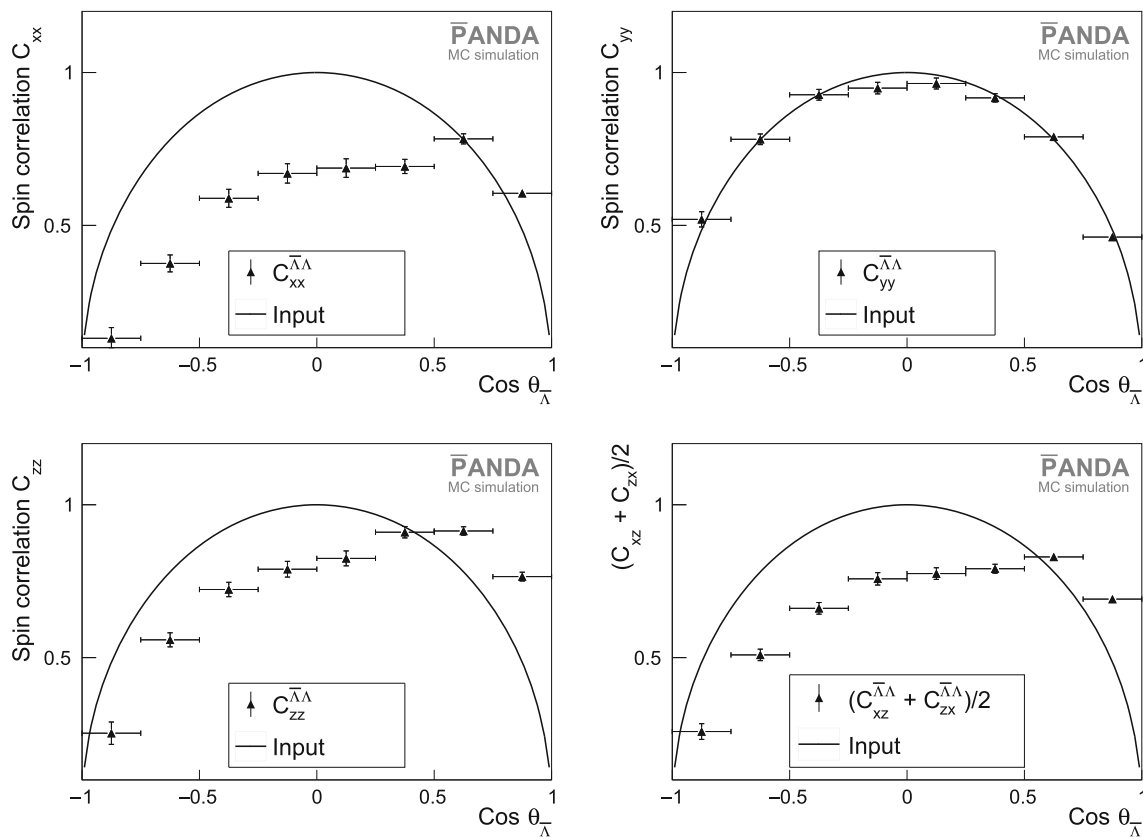 Spin correlation C_xx
P̅ANDA
MC simulation
1
0.5
C_xx^Λ̅Λ
Input
−1 −0.5 0 0.5 1
Cos θ_Λ̅
Spin correlation C_yy
P̅ANDA
MC simulation
1
0.5
C_yy^Λ̅Λ
Input
−1 −0.5 0 0.5 1
Cos θ_Λ̅
Spin correlation C_zz
P̅ANDA
MC simulation
1
0.5
C_zz^Λ̅Λ
Input
−1 −0.5 0 0.5 1
Cos θ_Λ̅
(C_xz + C_zx)/2
P̅ANDA
MC simulation
1
0.5
(C_xz^Λ̅Λ + C_zx^Λ̅Λ)/2
Input
−1 −0.5 0 0.5 1
Cos θ_Λ̅